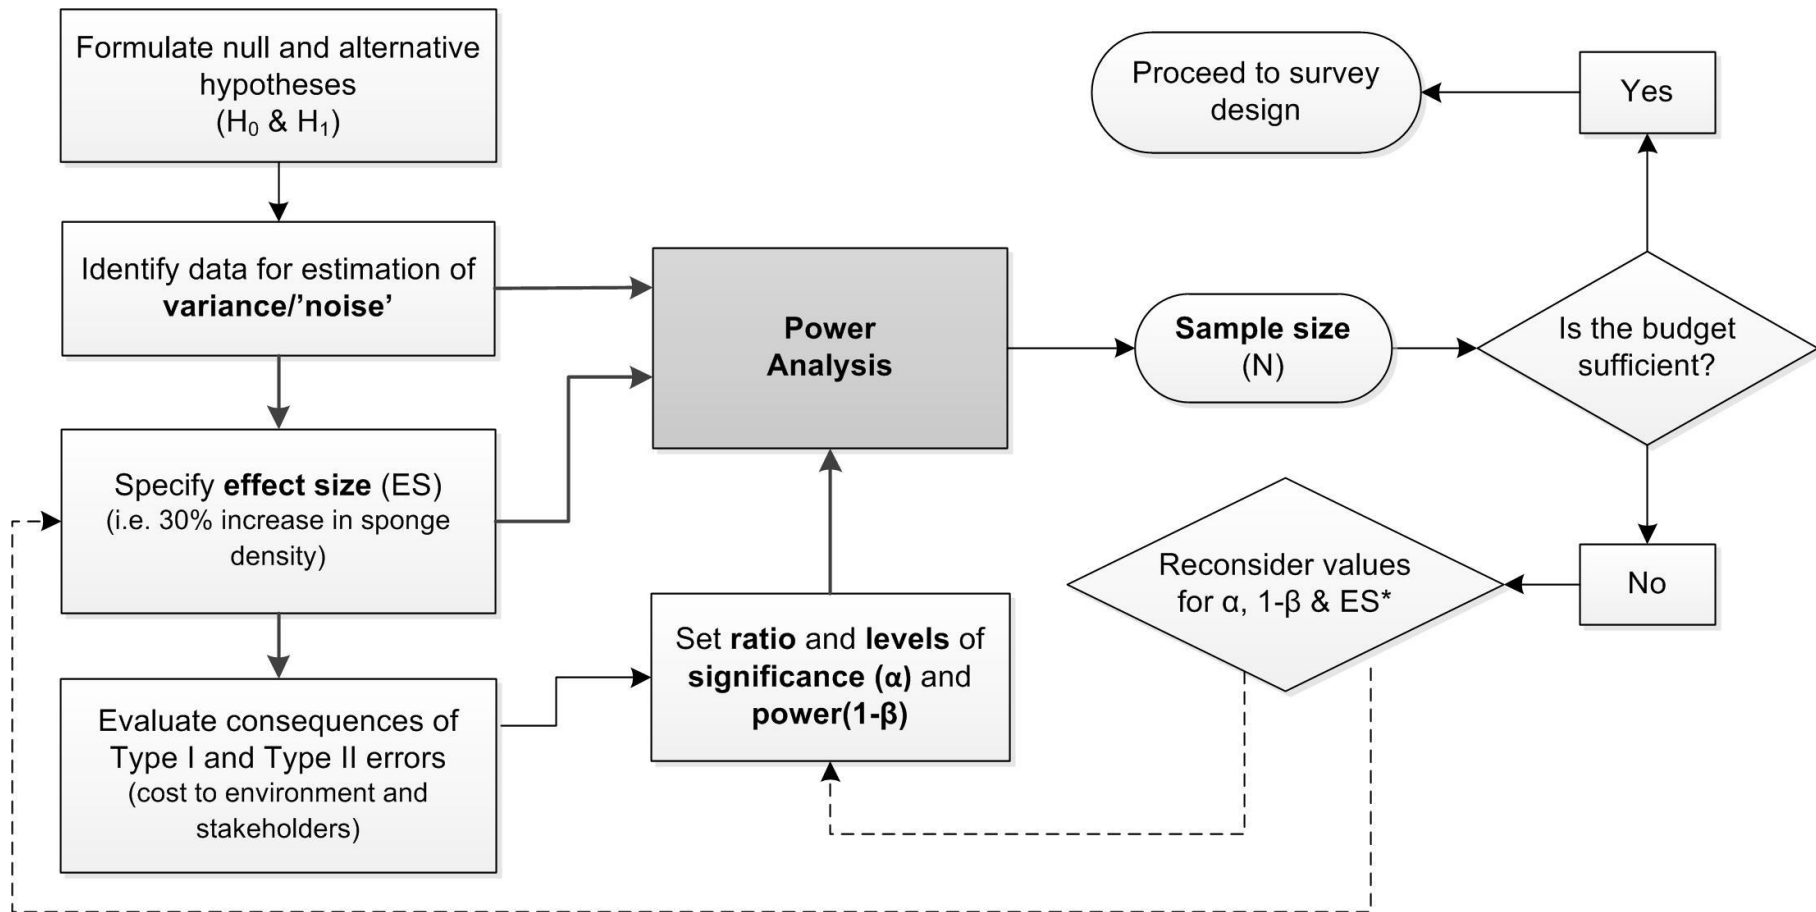 Formulate null and alternative
hypotheses
(H₀ & H₁)
Identify data for estimation of
variance/’noise’
Specify effect size (ES)
(i.e. 30% increase in sponge
density)
Evaluate consequences of
Type I and Type II errors
(cost to environment and
stakeholders)
Power
Analysis
Set ratio and levels of
significance (α) and
power(1-β)
Sample size
(N)
Is the budget
sufficient?
Yes
Proceed to survey
design
No
Reconsider values
for α, 1-β & ES*